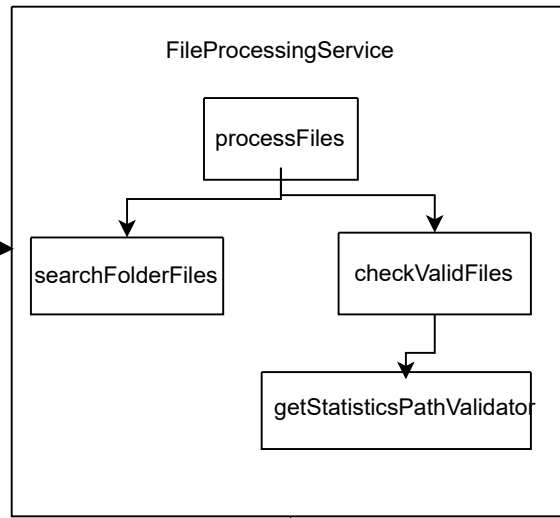 FileProcessingService
processFiles
searchFolderFiles
checkValidFiles
getStatisticsPathValidator